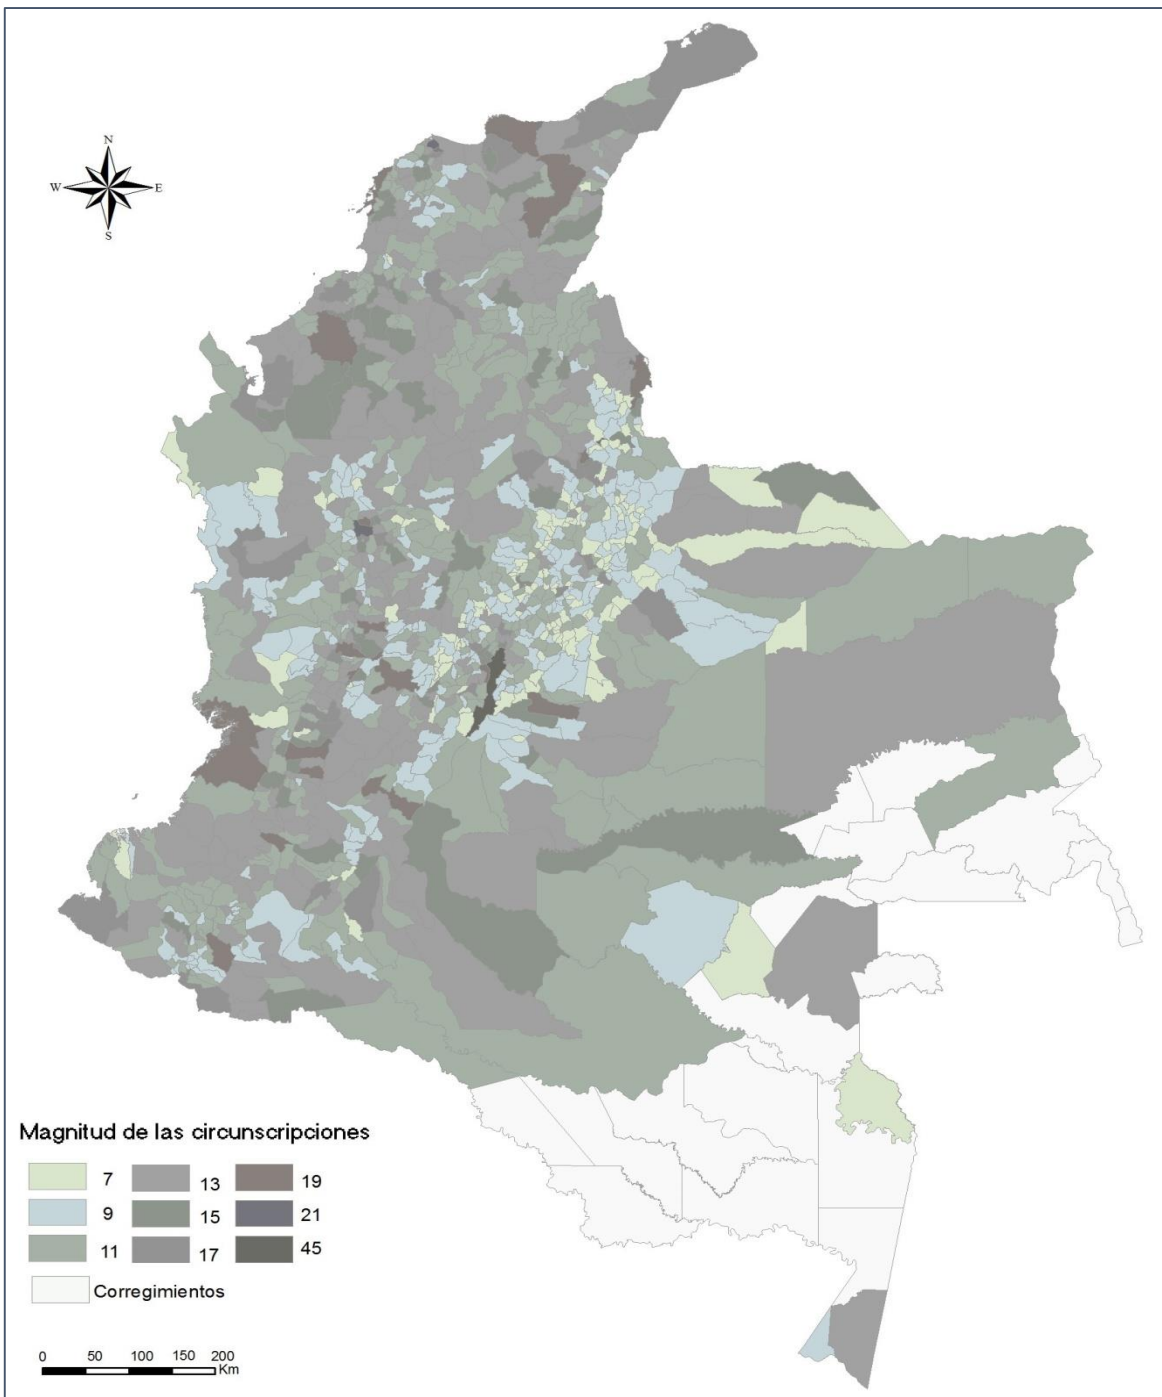 N
W E
S
Magnitud de las circunscripciones
7 13 19
9 15 21
11 17 45
Corregimientos
0 50 100 150 200
Km